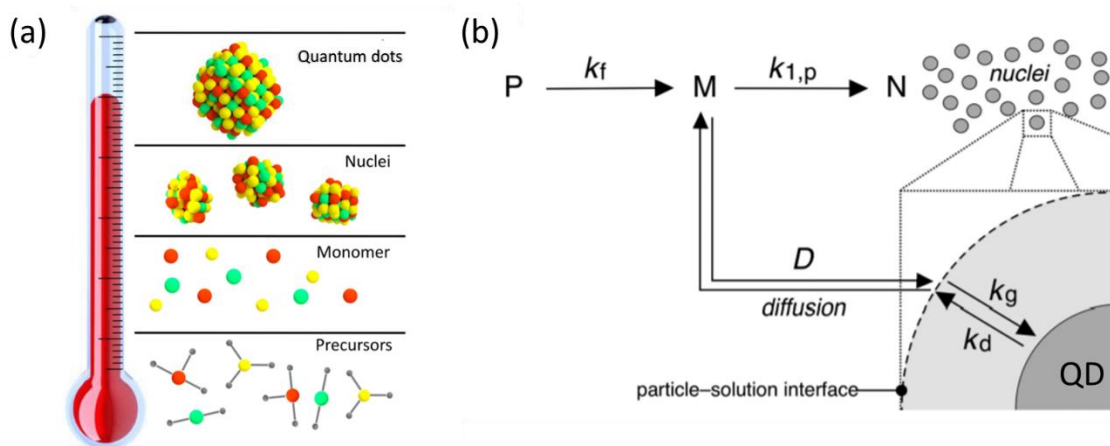 (a)
Quantum dots
Nuclei
Monomer
Precursors
(b)
P
kf
M
k1,p
N
nuclei
D
diffusion
kg
kd
QD
particle–solution interface